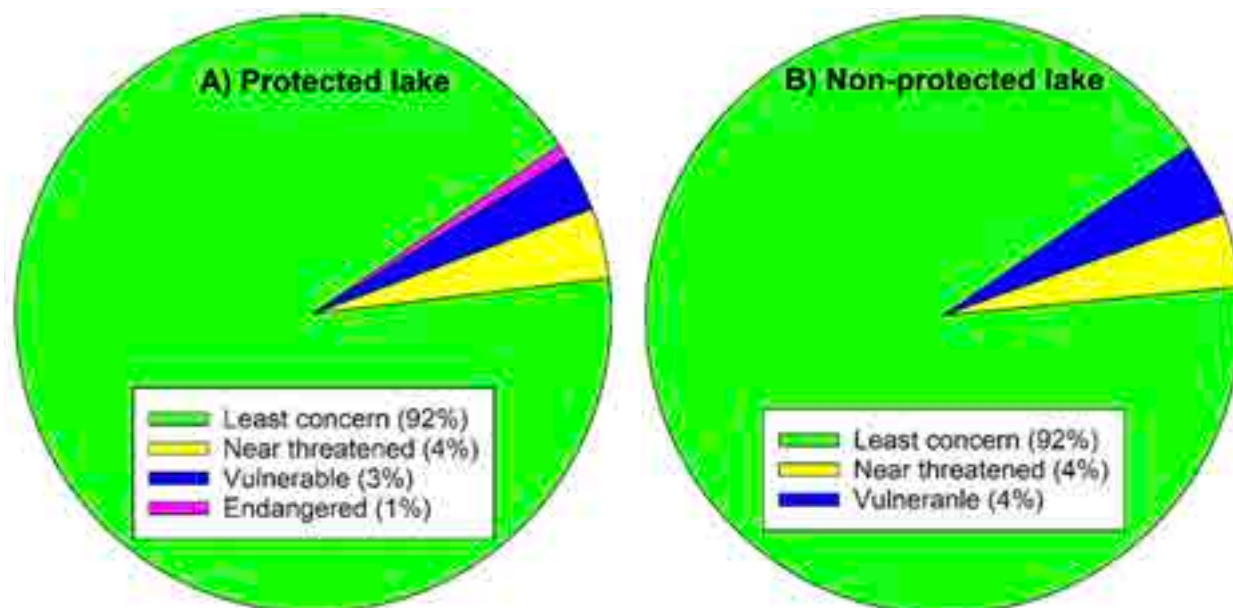 A) Protected lake
Least concern (92%)
Near threatened (4%)
Vulnerable (3%)
Endangered (1%)
B) Non-protected lake
Least concern (92%)
Near threatened (4%)
Vulneranle (4%)